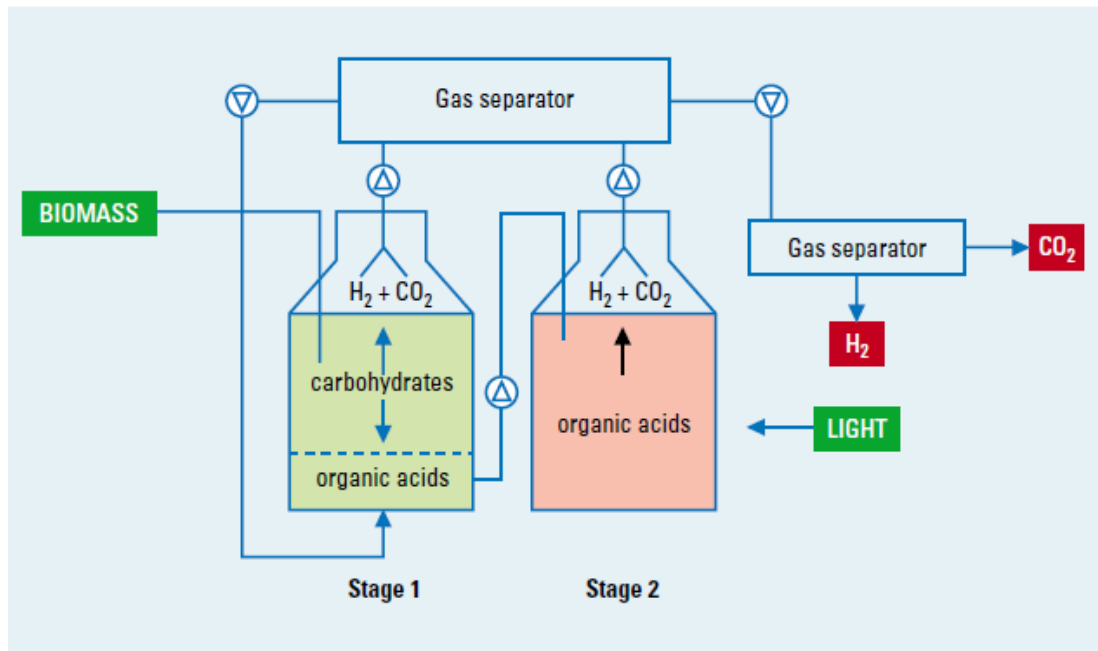 Gas separator
BIOMASS
Gas separator
CO₂
H₂ + CO₂
H₂ + CO₂
H₂
carbohydrates
organic acids
LIGHT
organic acids
Stage 1
Stage 2